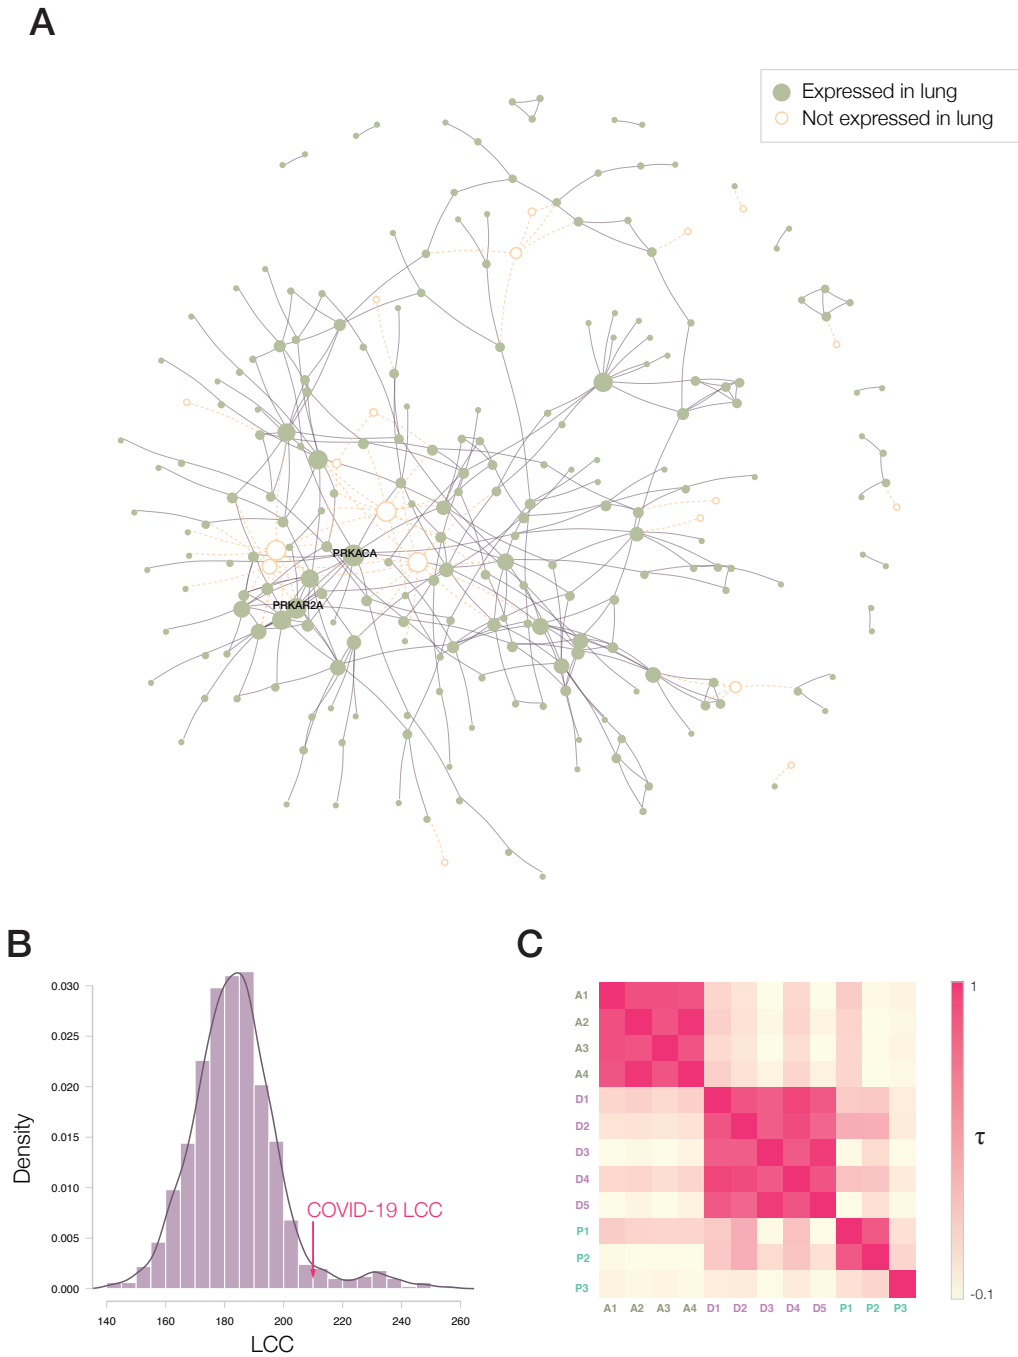 A
Expressed in lung
Not expressed in lung
PRKACA
PRKAR2A
B
0.030
0.025
0.020
0.015
0.010
0.005
0.000
Density
COVID-19 LCC
140 160 180 200 220 240 260
LCC
C
A1
A2
A3
A4
D1
D2
D3
D4
D5
P1
P2
P3
A1 A2 A3 A4 D1 D2 D3 D4 D5 P1 P2 P3
1
τ
-0.1